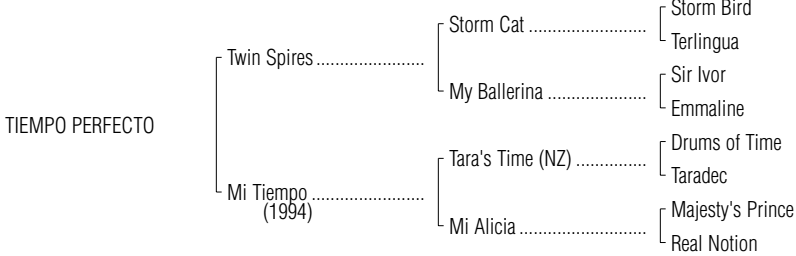 Storm Bird
Storm Cat ........................
Terlingua
Twin Spires .....................
Sir Ivor
My Ballerina ....................
Emmaline
TIEMPO PERFECTO
Drums of Time
Tara's Time (NZ) ...............
Taradec
Mi Tiempo .......................
(1994)
Majesty's Prince
Mi Alicia ...........................
Real Notion